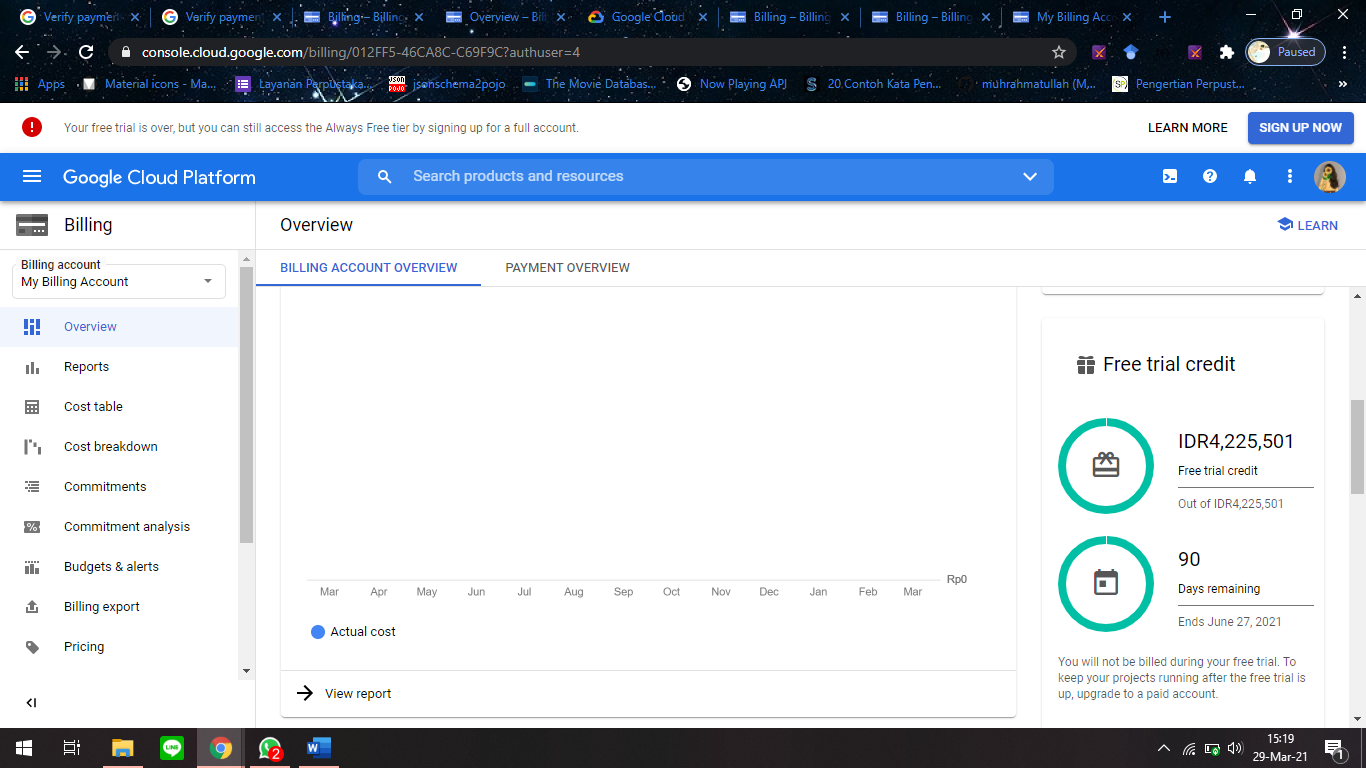 Verify paymen
Verify paymen
Billing – Billing
Overview – Bil
Google Cloud
Billing – Billing
Billing – Billing
My Billing Acc
console.cloud.google.com/billing/012FF5-46CA8C-C69F9C?authuser=4
Paused
Apps
Material icons - Ma...
Layanan Perpustaka...
jsonschema2pojo
The Movie Databas...
Now Playing APJ
20 Contoh Kata Pen...
muhrahmatullah (M...
Pengertian Perpust...
»
Your free trial is over, but you can still access the Always Free tier by signing up for a full account.
LEARN MORE
SIGN UP NOW
Google Cloud Platform
Search products and resources
Billing
Overview
LEARN
Billing account
My Billing Account
BILLING ACCOUNT OVERVIEW
PAYMENT OVERVIEW
Overview
Reports
Cost table
Cost breakdown
Commitments
Commitment analysis
Budgets & alerts
Billing export
Pricing
Rp0
Mar Apr May Jun Jul Aug Sep Oct Nov Dec Jan Feb Mar
Actual cost
View report
Free trial credit
IDR4,225,501
Free trial credit
Out of IDR4,225,501
90
Days remaining
Ends June 27, 2021
You will not be billed during your free trial. To
keep your projects running after the free trial is
up, upgrade to a paid account.
LINE
2
W
15:19
29-Mar-21
1